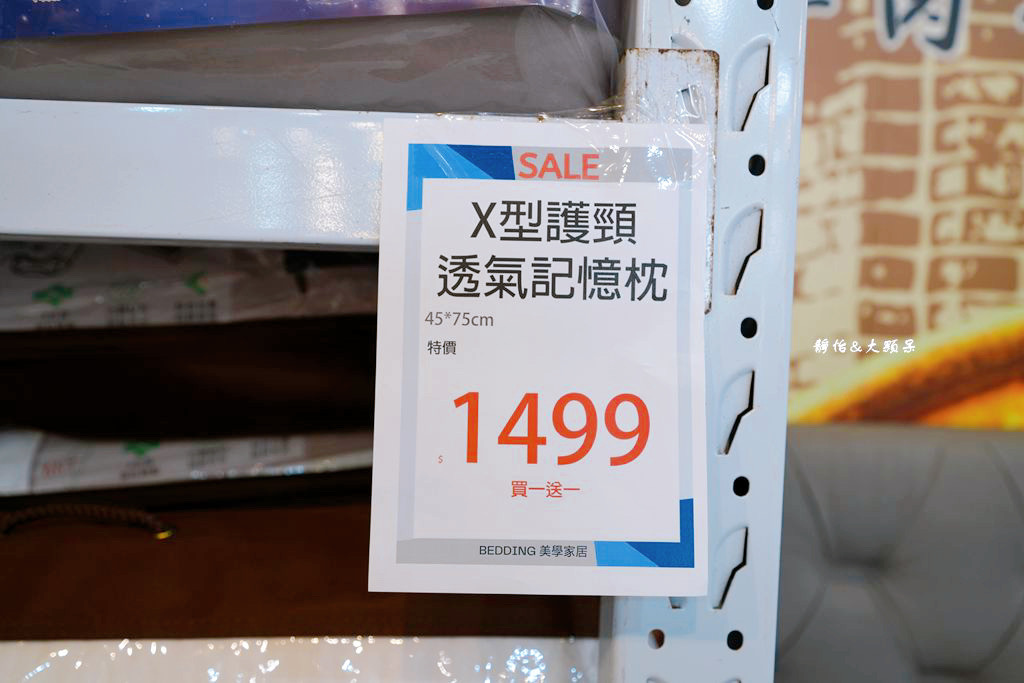 SALE
X型護頸
透氣記憶枕
45*75cm
特價
$1499
買一送一
BEDDING 美學家居
靜怡&大顆呆